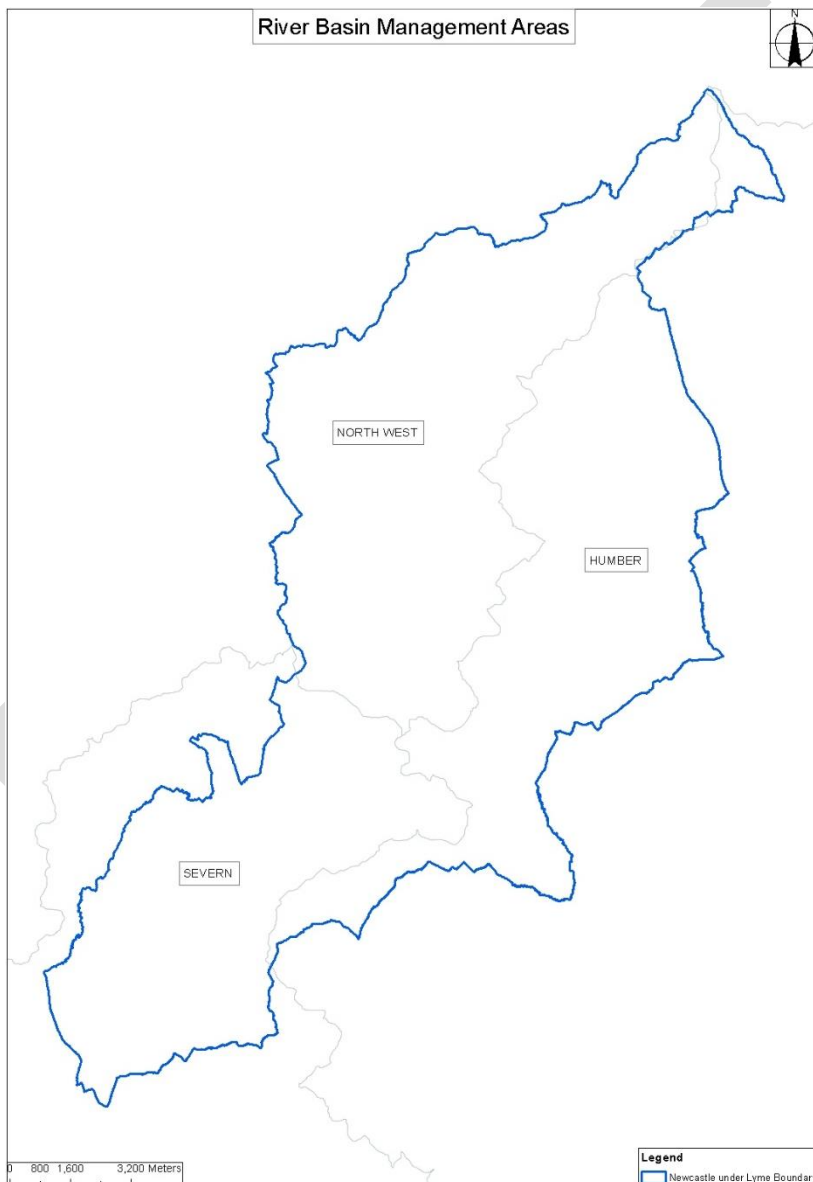 River Basin Management Areas
N
NORTH WEST
HUMBER
SEVERN
0 800 1,600 3,200 Meters
Legend
Newcastle under Lyme Boundar